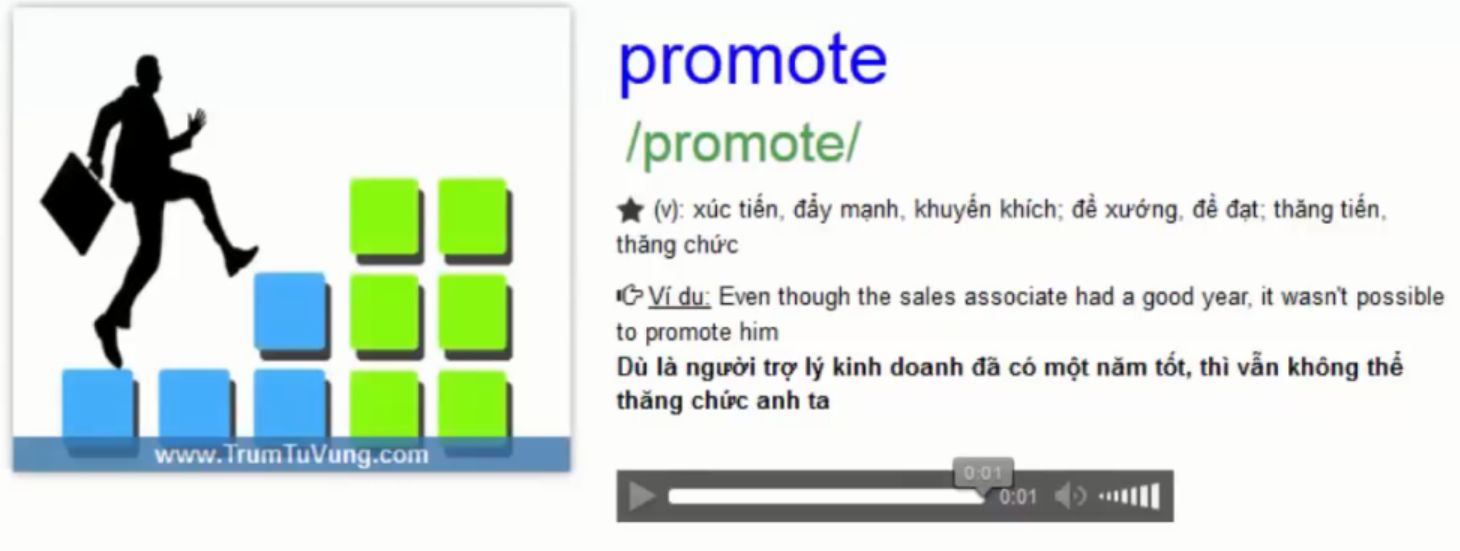 promote
/promote/
(v): xúc tiến, đẩy mạnh, khuyến khích; đề xướng, đề đạt; thăng tiến,
thăng chức
Ví du: Even though the sales associate had a good year, it wasn't possible
to promote him
Dù là người trợ lý kinh doanh đã có một năm tốt, thì vẫn không thể
thăng chức anh ta
www.TrumTuVung.com
0:01
0:01